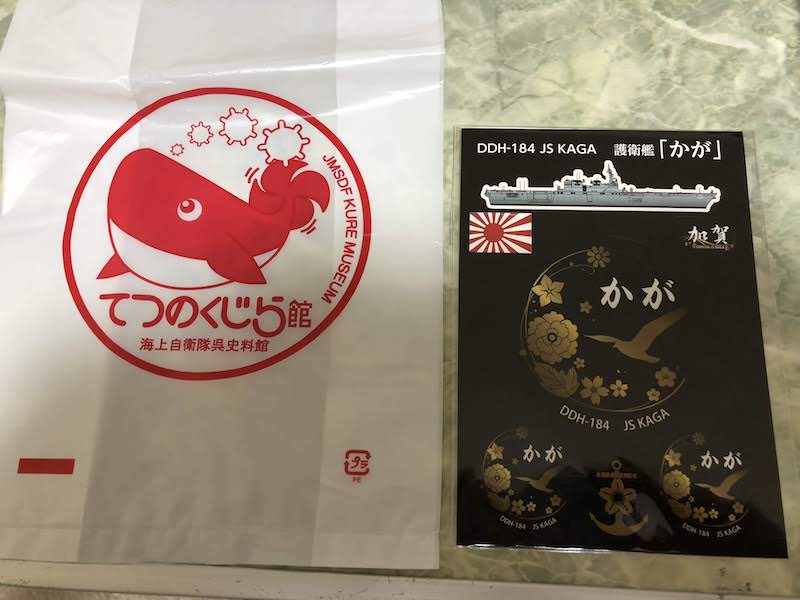 JMSDF KURE MUSEUM
てつのくじら館
海上自衛隊呉史料館
プラ
PE
DDH-184 JS KAGA 護衛艦「かが」
加賀
かが
DDH-184 JS KAGA
かが
DDH-184 JS KAGA
かが
DDH-184 JS KAGA